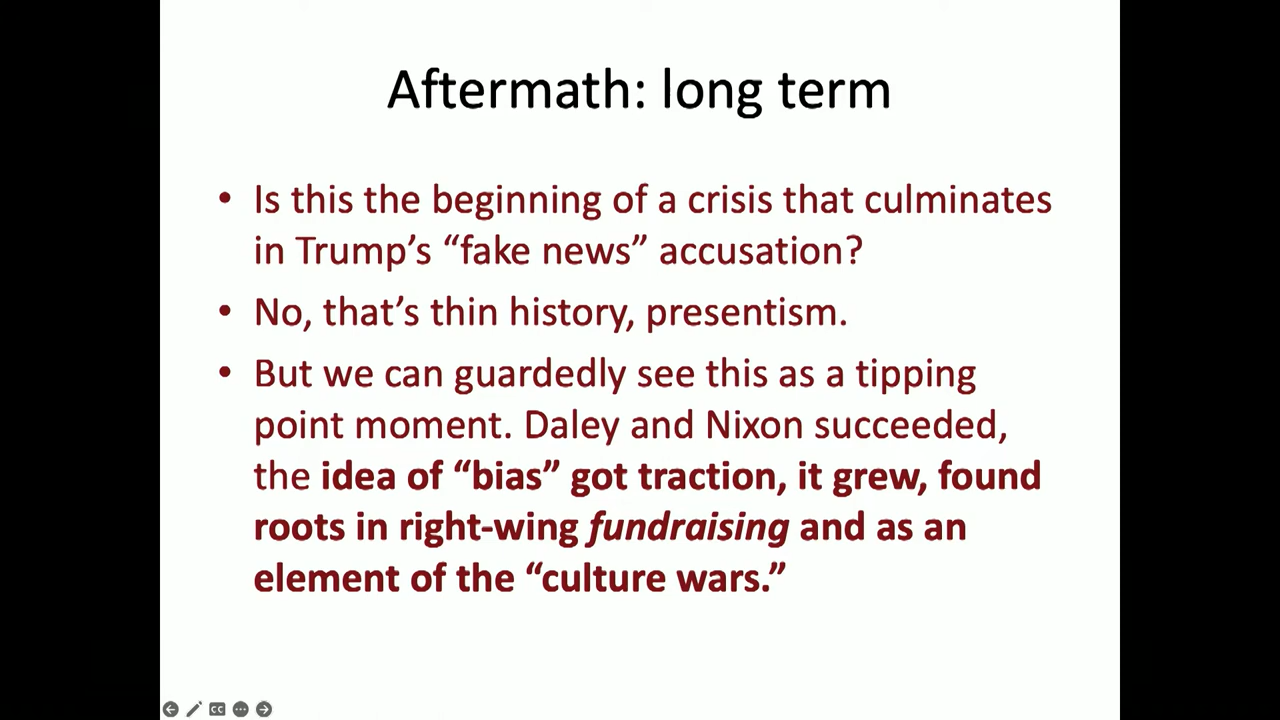 Aftermath: long term
• Is this the beginning of a crisis that culminates
in Trump’s “fake news” accusation?
• No, that’s thin history, presentism.
• But we can guardedly see this as a tipping
point moment. Daley and Nixon succeeded,
the idea of “bias” got traction, it grew, found
roots in right-wing fundraising and as an
element of the “culture wars.”
CC